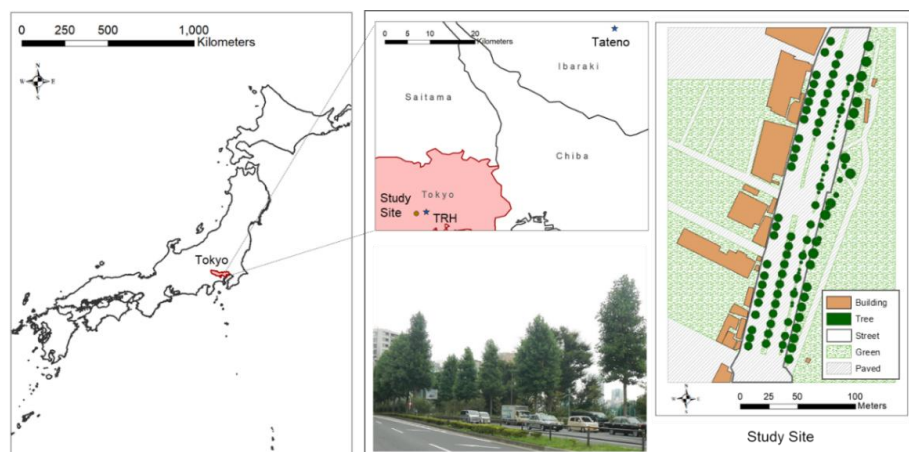 0 250 500 1,000
Kilometers
N
W E
S
Tokyo
0 5 10 20
Kilometers
Tateno
Ibaraki
Saitama
Chiba
Tokyo
Study
Site
TRH
Building
Tree
Street
Green
Paved
N
W E
S
0 25 50 100
Meters
Study Site